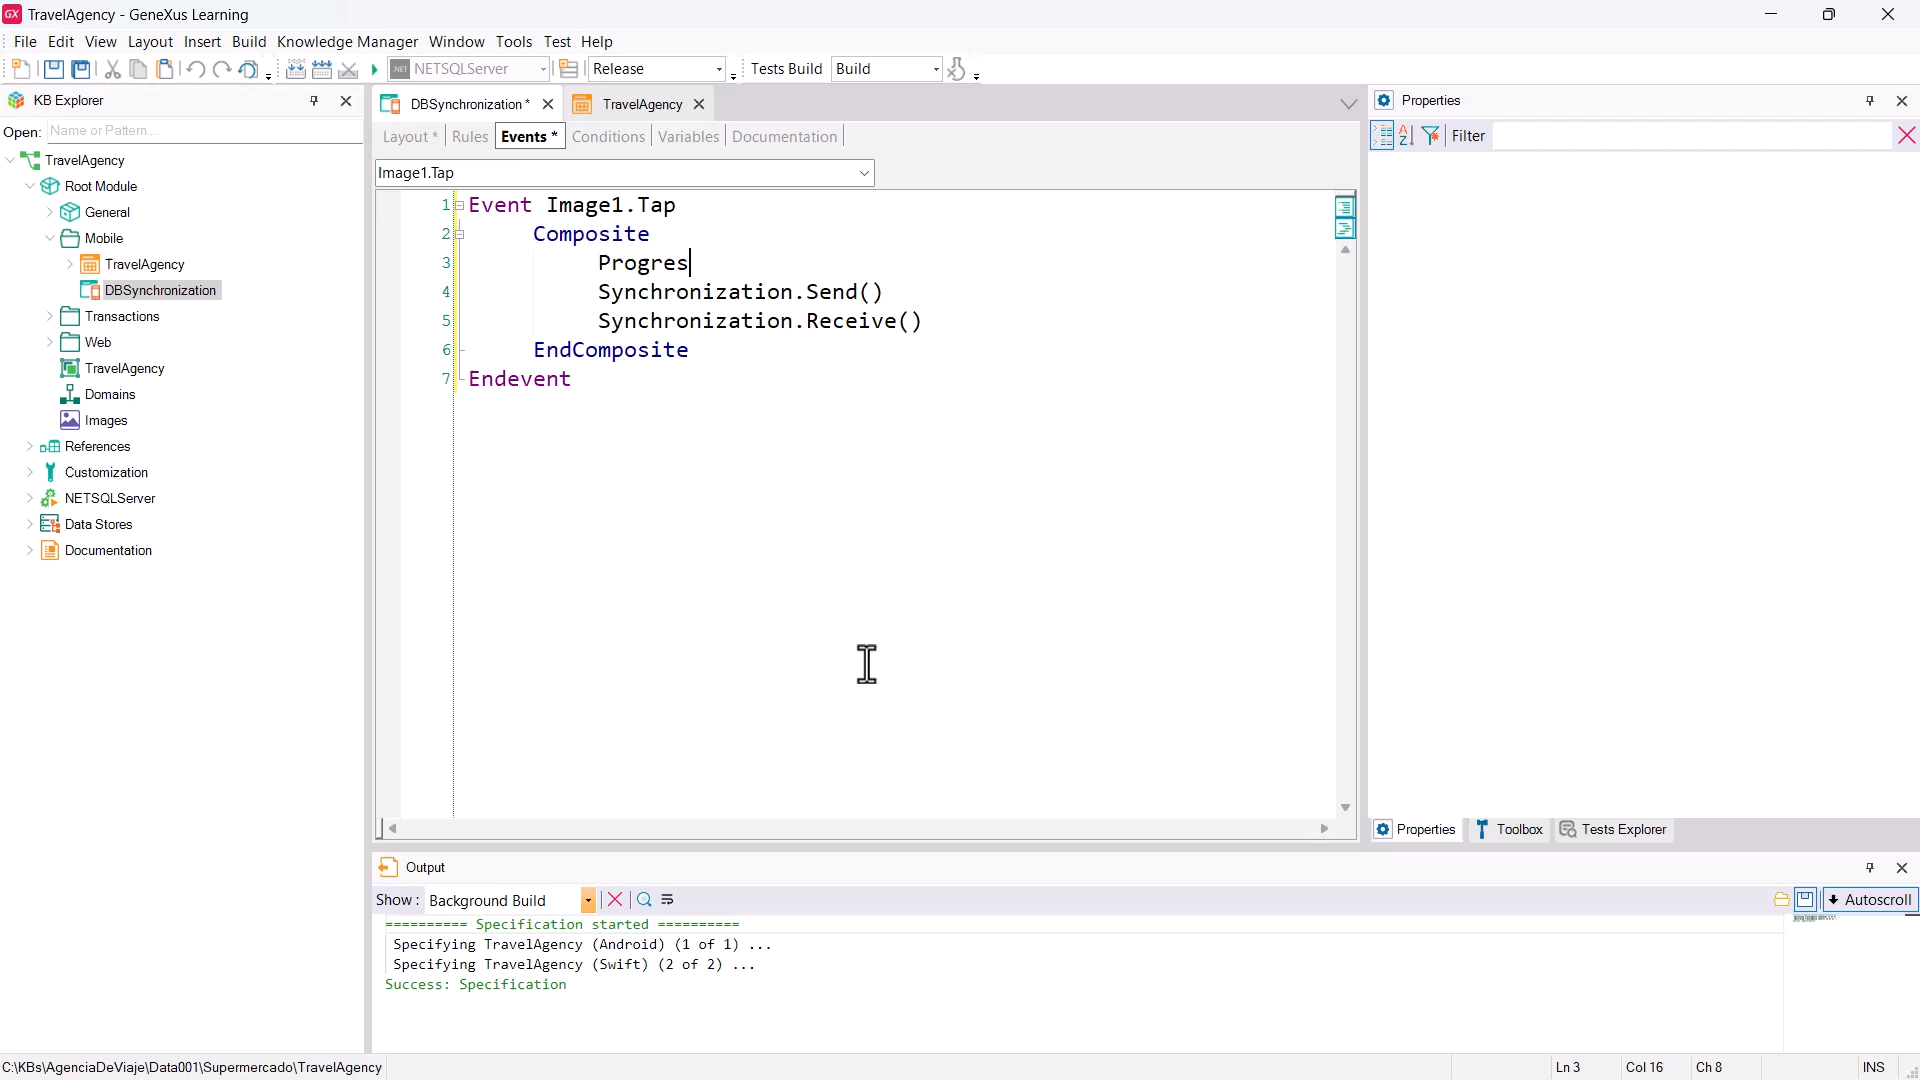 TravelAgency - GeneXus Learning
File Edit View Layout Insert Build Knowledge Manager Window Tools Test Help
NETSQLServer Release Tests Build Build
KB Explorer
Open: Name or Pattern ...
TravelAgency
Root Module
General
Mobile
TravelAgency
DBSynchronization
Transactions
Web
TravelAgency
Domains
Images
References
Customization
NETSQLServer
Data Stores
Documentation
DBSynchronization * TravelAgency
Layout * Rules Events * Conditions Variables Documentation
Image1.Tap
1 Event Image1.Tap
2 Composite
3 Progres
4 Synchronization.Send()
5 Synchronization.Receive()
6 EndComposite
7 Endevent
Properties
Filter
Properties Toolbox Tests Explorer
Output
Show : Background Build Autoscroll
========== Specification started ==========
Specifying TravelAgency (Android) (1 of 1) ...
Specifying TravelAgency (Swift) (2 of 2) ...
Success: Specification
C:\KBs\AgenciaDeViaje\Data001\Supermercado\TravelAgency Ln 3 Col 16 Ch 8 INS